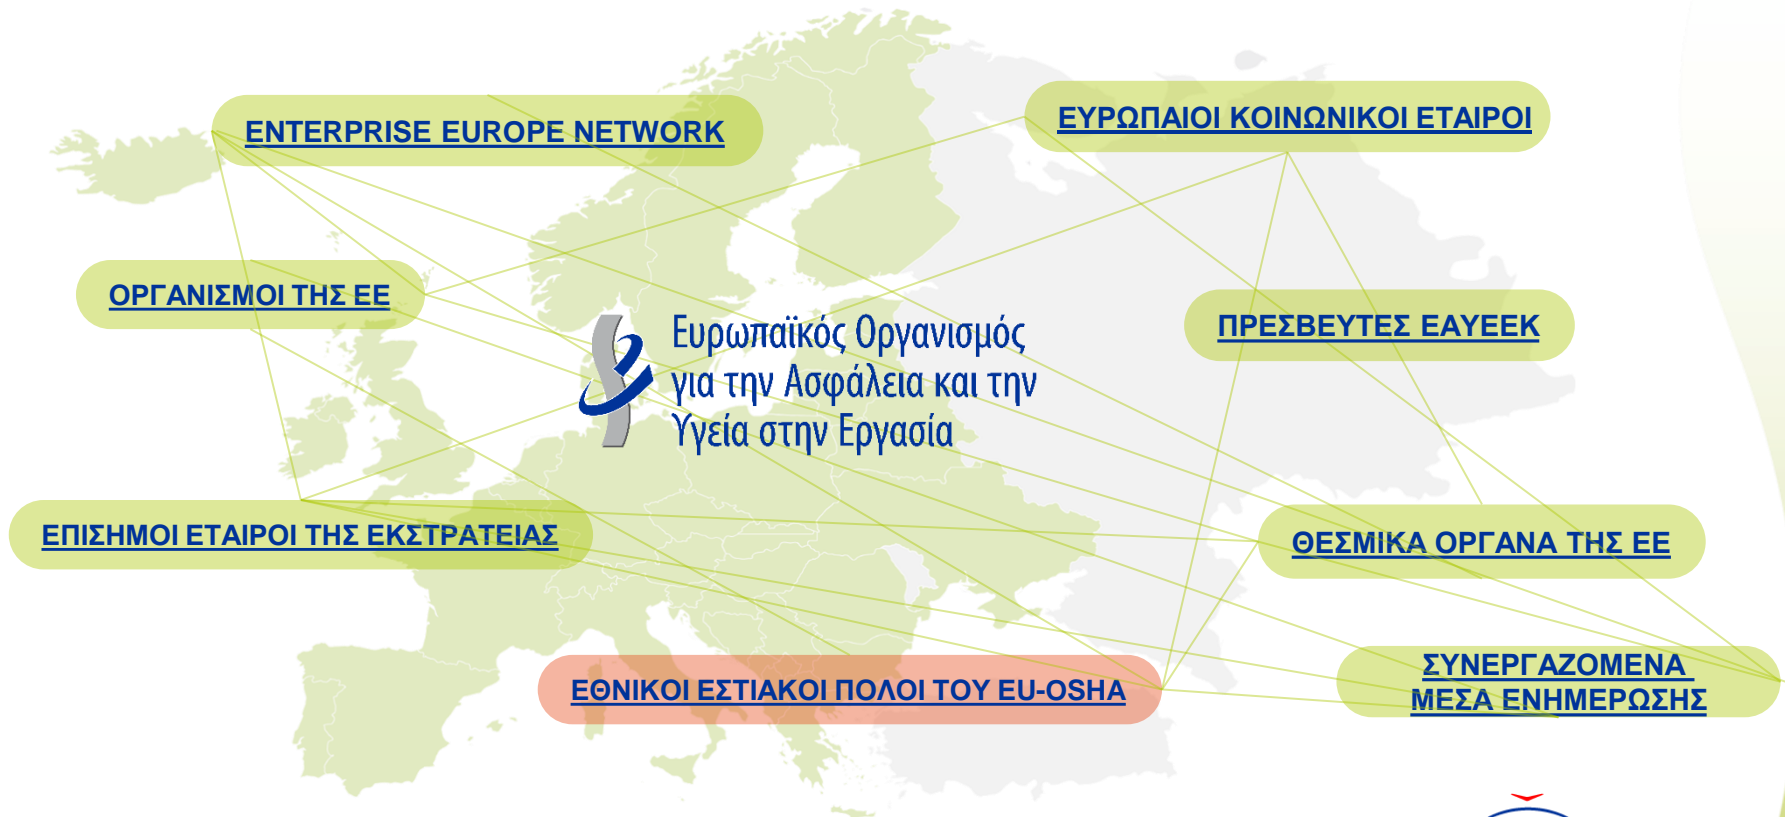 ENTERPRISE EUROPE NETWORK
ΕΥΡΩΠΑΙΟΙ ΚΟΙΝΩΝΙΚΟΙ ΕΤΑΙΡΟΙ
ΟΡΓΑΝΙΣΜΟΙ ΤΗΣ ΕΕ
ΠΡΕΣΒΕΥΤΕΣ ΕΑΥΕΕΚ
Ευρωπαϊκός Οργανισμός
για την Ασφάλεια και την
Υγεία στην Εργασία
ΕΠΙΣΗΜΟΙ ΕΤΑΙΡΟΙ ΤΗΣ ΕΚΣΤΡΑΤΕΙΑΣ
ΘΕΣΜΙΚΑ ΟΡΓΑΝΑ ΤΗΣ ΕΕ
ΕΘΝΙΚΟΙ ΕΣΤΙΑΚΟΙ ΠΟΛΟΙ ΤΟΥ EU-OSHA
ΣΥΝΕΡΓΑΖΟΜΕΝΑ
ΜΕΣΑ ΕΝΗΜΕΡΩΣΗΣ